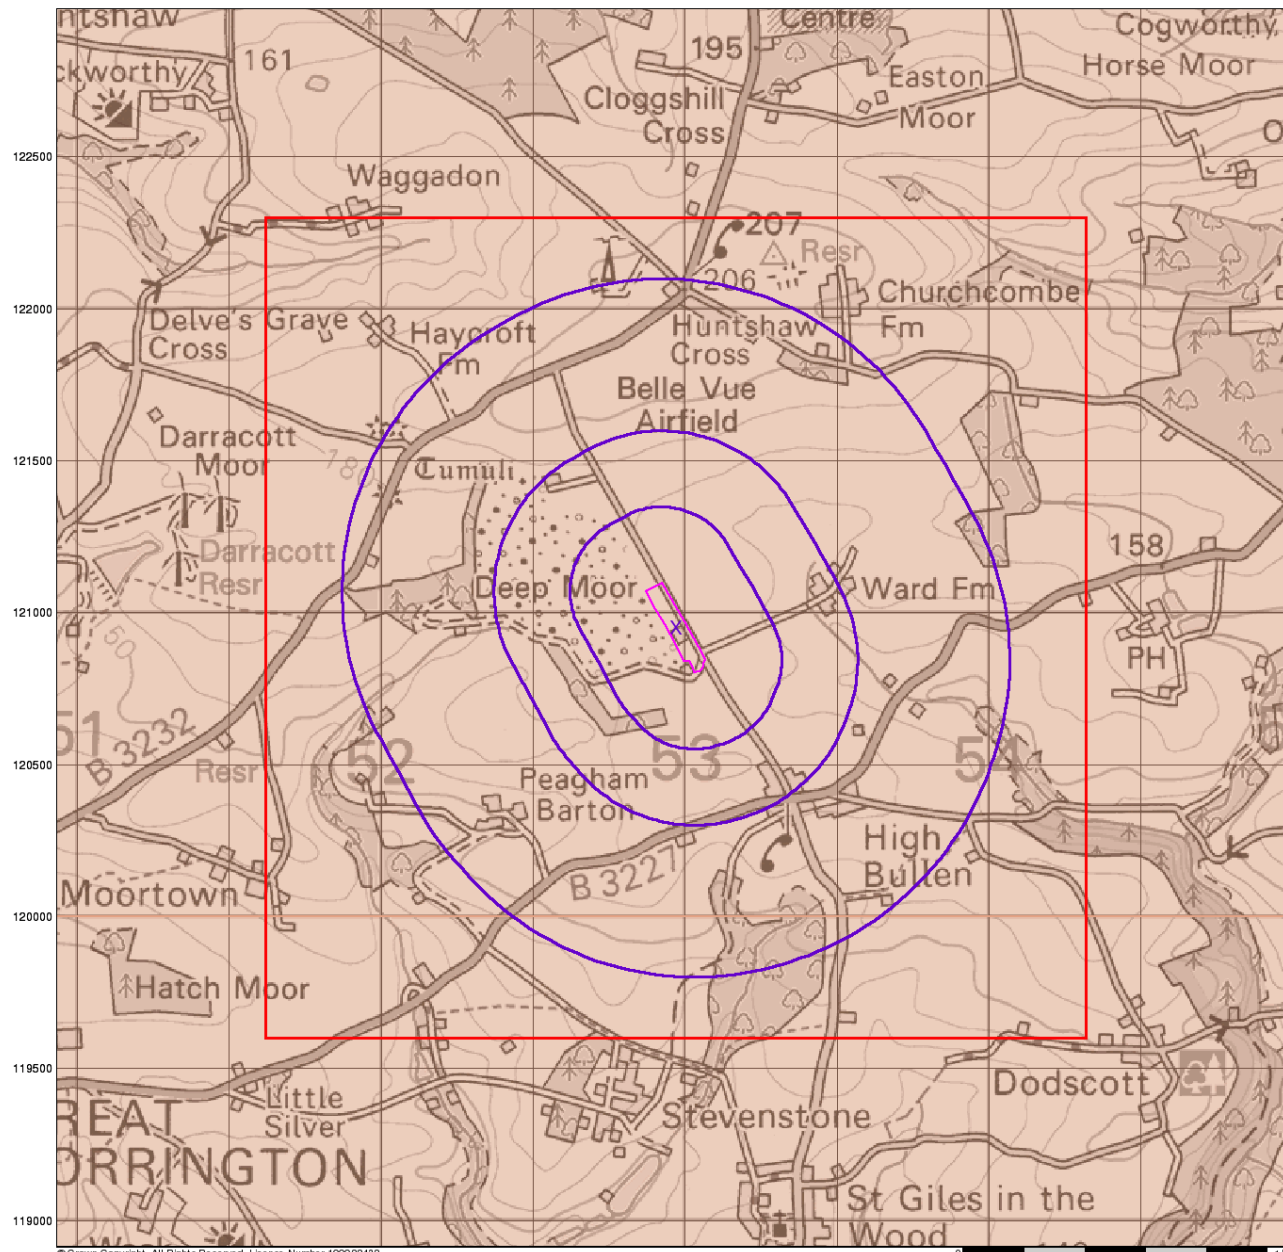 ntshaw
Centre
Cogworthy
161
195
Horse Moor
ckworthy
Easton
Moor
Cloggshill
Cross
122500
Waggadon
207
Resr
206
Churchcombe
Fm
122000
Delve's Grave
Cross
Haycroft
Fm
Huntshaw
Cross
Belle Vue
Airfield
Darracott
Moor
180
Tumuli
121500
158
Darracott
Resr
Deep Moor
Ward Fm
121000
50
PH
51
B 3232
Resr
52
53
54
120500
Peagham
Barton
High
Bullen
B 3227
Moortown
120000
Hatch Moor
119500
Little
Silver
Dodscott
REAT
ORRINGTON
Stevenstone
St Giles in the
Wood
119000